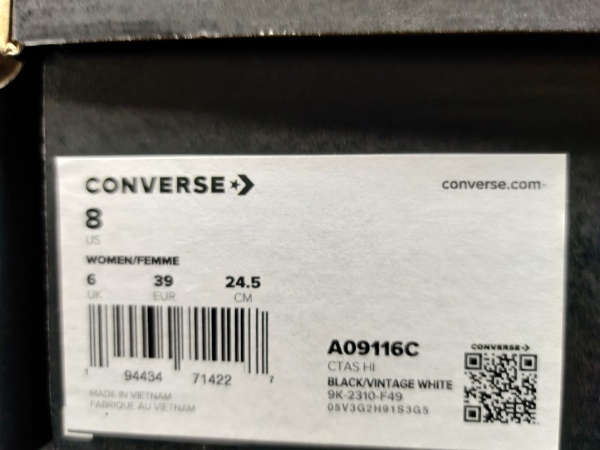 CONVERSE
converse.com
8
US
WOMEN/FEMME
6 39 24.5
UK EUR CM
1 94434 71422 7
MADE IN VIETNAM
FABRIQUE AU VIETNAM
A09116C
CTAS HI
BLACK/VINTAGE WHITE
9K-2310-F49
05V3G2H91S3G5
CONVERSE